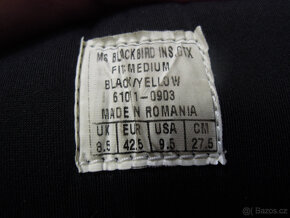 MS BLACKBIRD INS.GTX
FIT MEDIUM
BLACK/YELLOW
6101-0903
MADE IN ROMANIA
UK EUR USA CM
8.5 42.5 9.5 27.5
Bazoš.cz